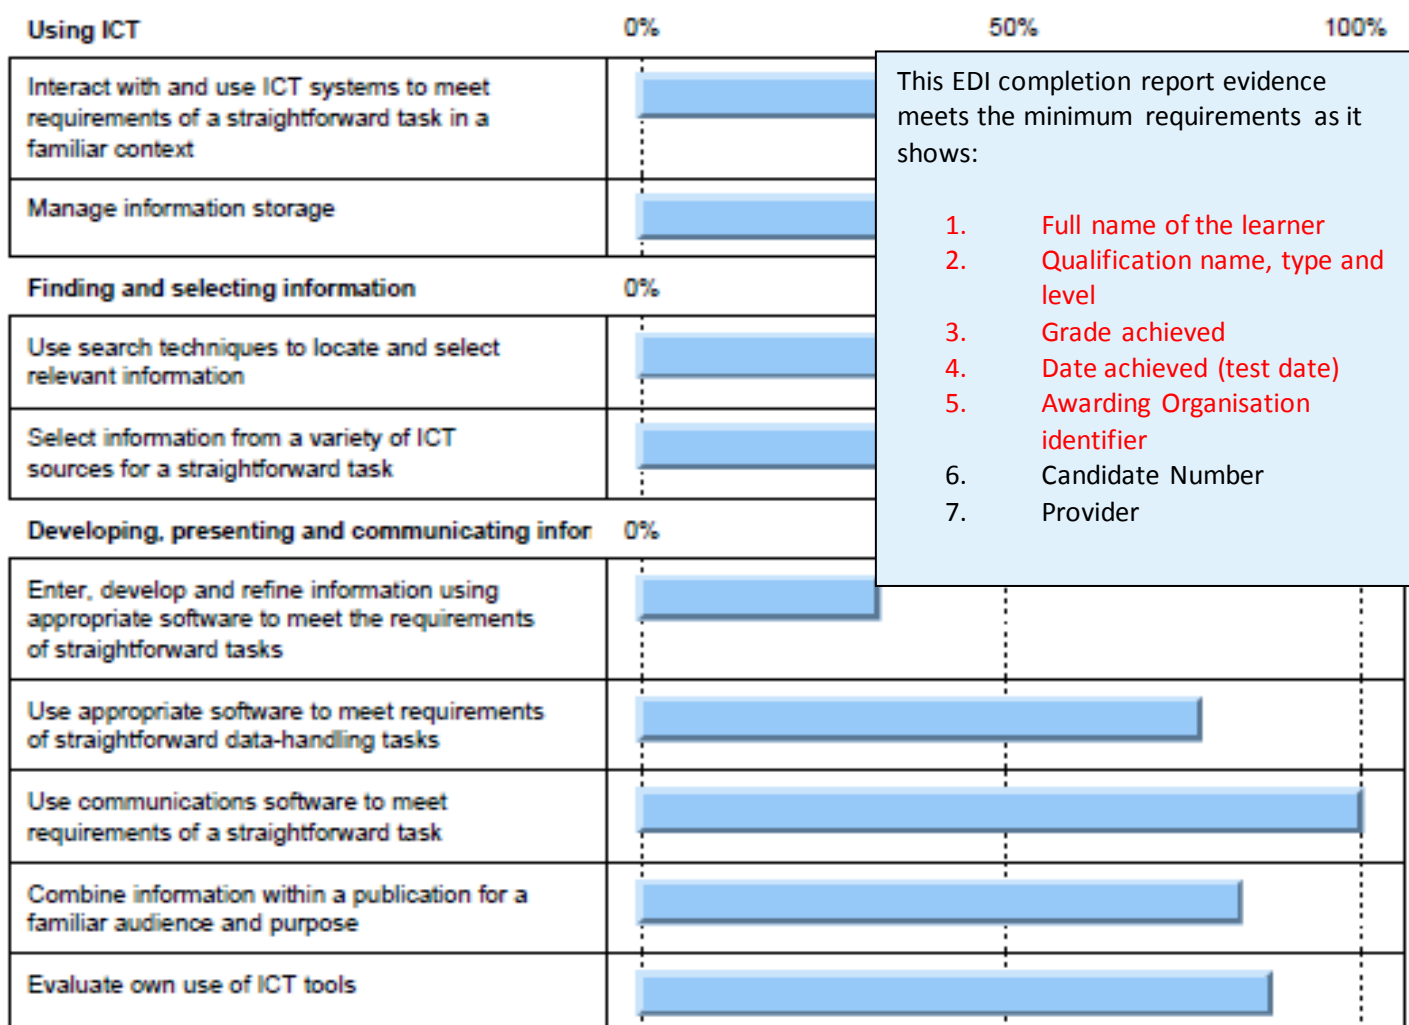 Using ICT 0% 50% 100%
Interact with and use ICT systems to meet
requirements of a straightforward task in a
familiar context
Manage information storage
Finding and selecting information 0%
Use search techniques to locate and select
relevant information
Select information from a variety of ICT
sources for a straightforward task
Developing, presenting and communicating infor 0%
Enter, develop and refine information using
appropriate software to meet the requirements
of straightforward tasks
Use appropriate software to meet requirements
of straightforward data-handling tasks
Use communications software to meet
requirements of a straightforward task
Combine information within a publication for a
familiar audience and purpose
Evaluate own use of ICT tools
This EDI completion report evidence
meets the minimum requirements as it
shows:
1. Full name of the learner
2. Qualification name, type and
level
3. Grade achieved
4. Date achieved (test date)
5. Awarding Organisation
identifier
6. Candidate Number
7. Provider